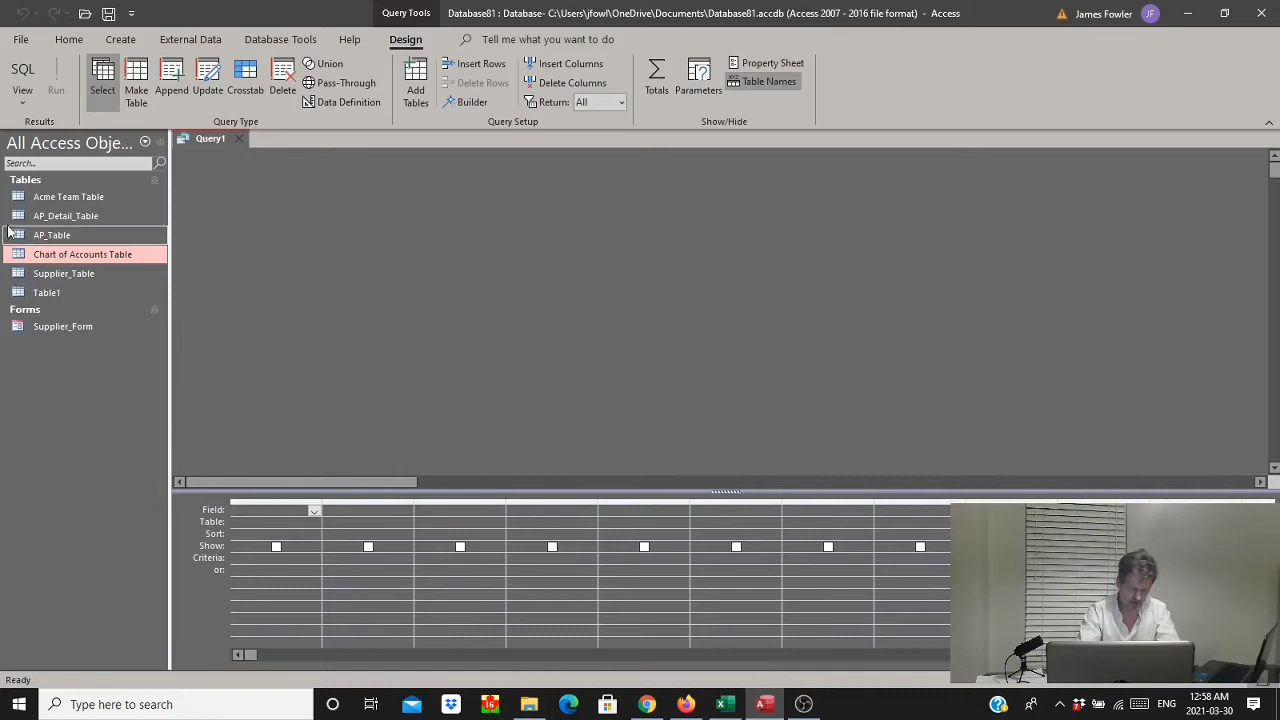 Query Tools
Database81 : Database- C:\Users\jfowl\OneDrive\Documents\Database81.accdb (Access 2007 - 2016 file format) - Access
James Fowler
JF
File Home Create External Data Database Tools Help Design Tell me what you want to do
SQL
View
Run
Results
Select
Make Table
Append
Update
Crosstab
Delete
Union
Pass-Through
Data Definition
Query Type
Add Tables
Insert Rows
Delete Rows
Builder
Insert Columns
Delete Columns
Return: All
Query Setup
Totals
Parameters
Property Sheet
Table Names
XYZ
Show/Hide
All Access Obje...
Search...
Tables
Acme Team Table
AP_Detail_Table
AP_Table
Chart of Accounts Table
Supplier_Table
Table1
Forms
Supplier_Form
Query1
Field:
Table:
Sort:
Show:
Criteria:
or:
Ready
Type here to search
16
ENG
12:58 AM
2021-03-30